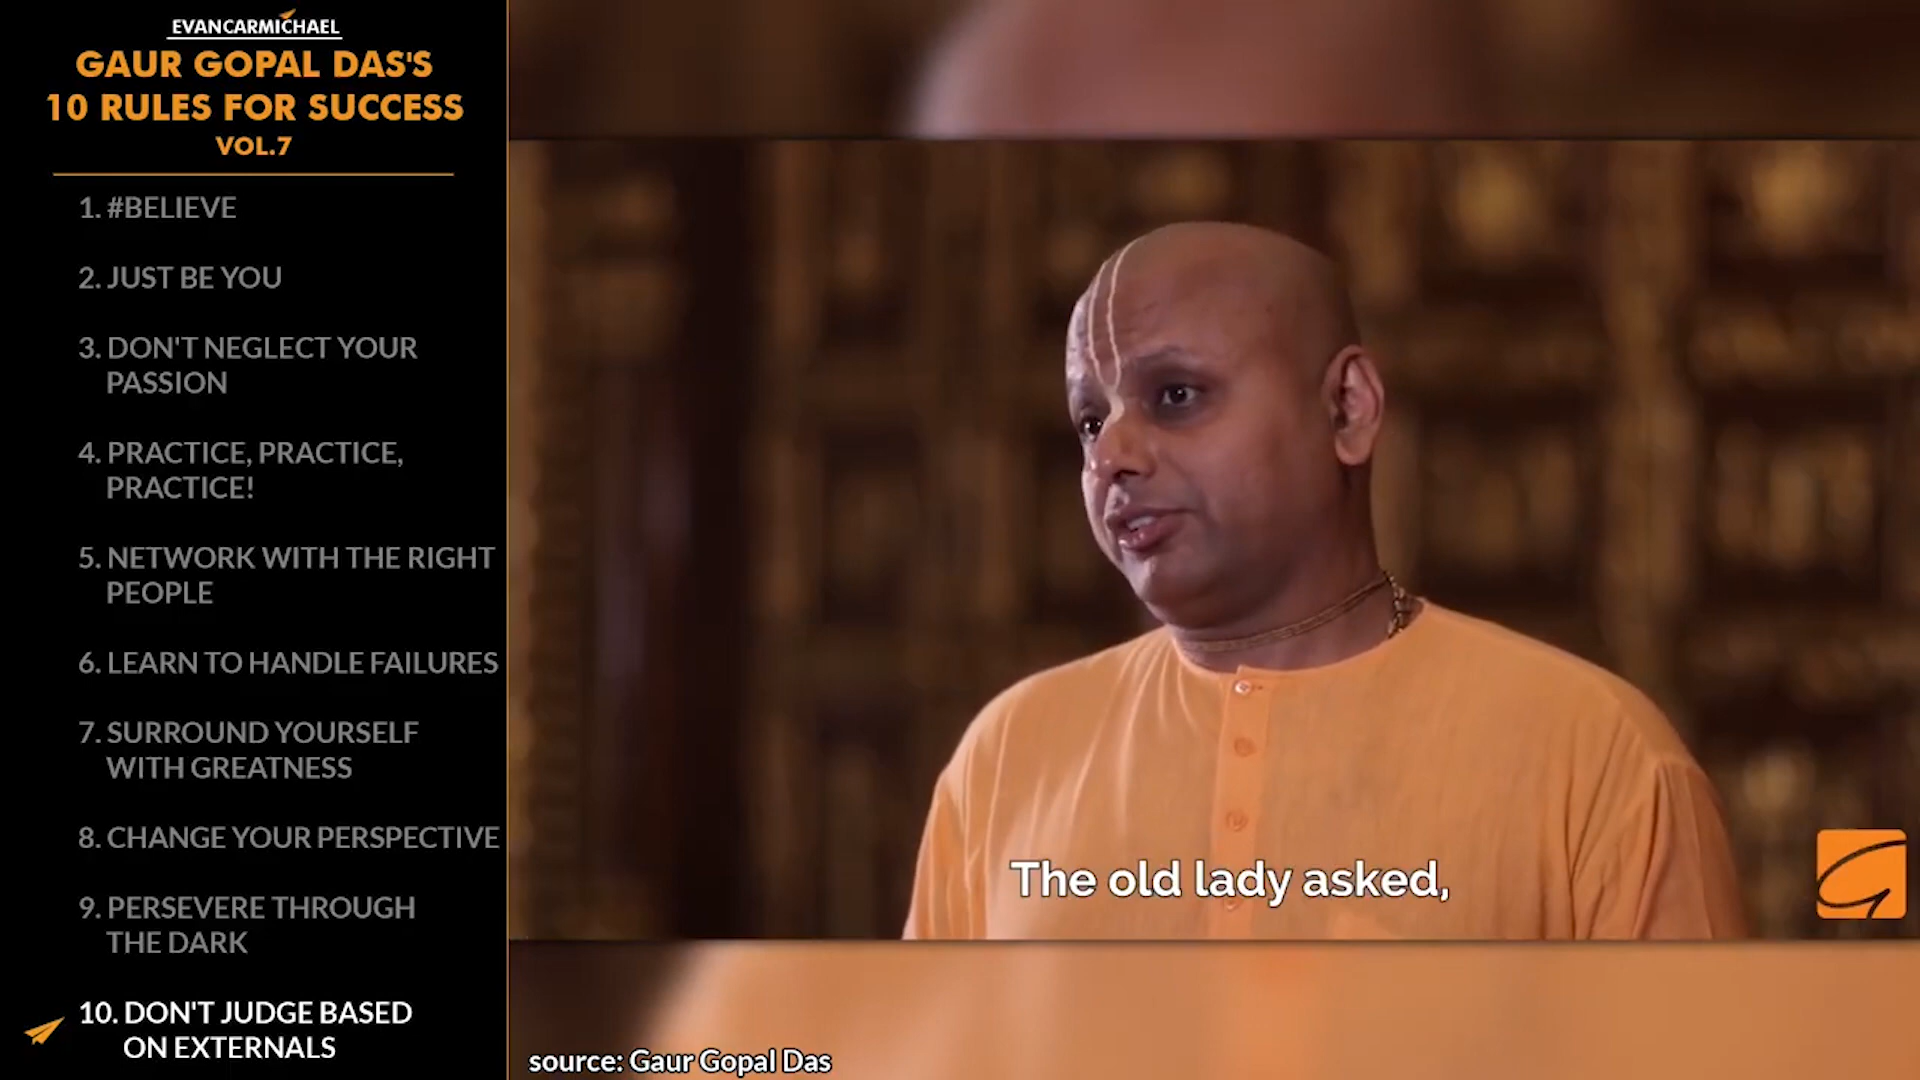 EVANCARMICHAEL
GAUR GOPAL DAS'S
10 RULES FOR SUCCESS
VOL.7
1. #BELIEVE
2. JUST BE YOU
3. DON'T NEGLECT YOUR
PASSION
4. PRACTICE, PRACTICE,
PRACTICE!
5. NETWORK WITH THE RIGHT
PEOPLE
6. LEARN TO HANDLE FAILURES
7. SURROUND YOURSELF
WITH GREATNESS
8. CHANGE YOUR PERSPECTIVE
9. PERSEVERE THROUGH
THE DARK
10. DON'T JUDGE BASED
ON EXTERNALS
The old lady asked,
source: Gaur Gopal Das